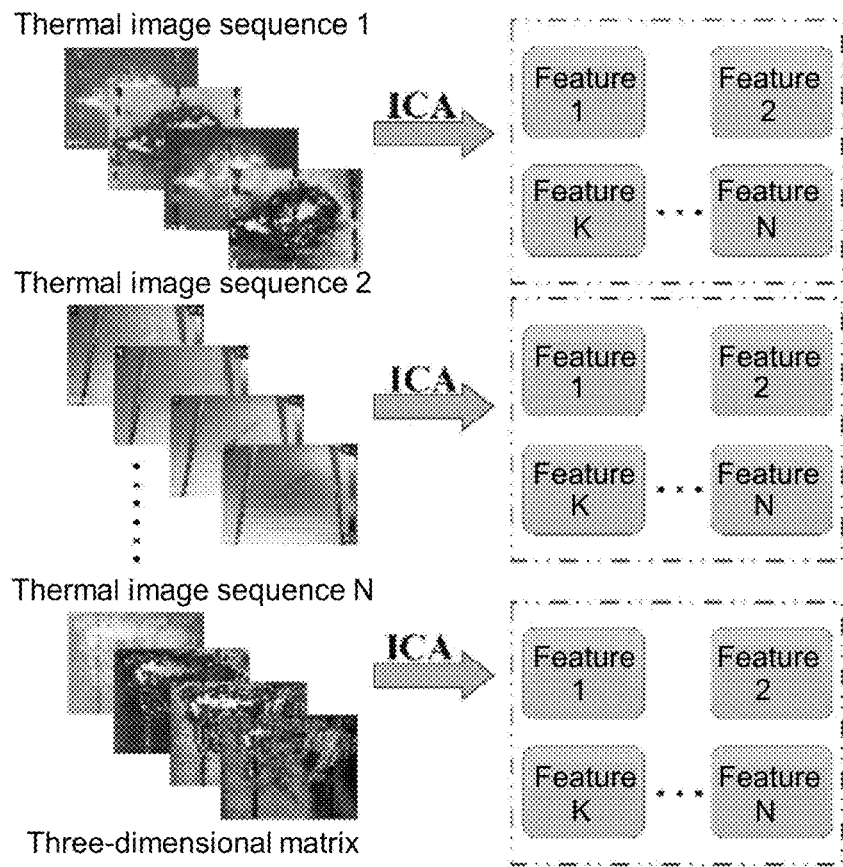 Thermal image sequence 1
ICA
Feature
1
Feature
2
Feature
K
...
Feature
N
Thermal image sequence 2
ICA
Feature
1
Feature
2
Feature
K
...
Feature
N
Thermal image sequence N
ICA
Feature
1
Feature
2
Feature
K
...
Feature
N
Three-dimensional matrix